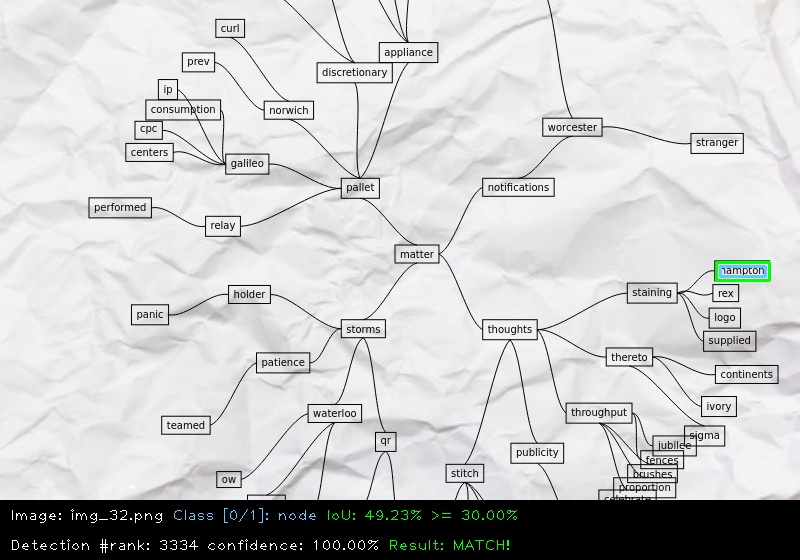 curl
appliance
prev
discretionary
ip
consumption
norwich
cpc
worcester
stranger
centers
galileo
pallet
notifications
performed
relay
matter
hampton
staining
rex
holder
panic
logo
storms
thoughts
supplied
thereto
patience
continents
ivory
waterloo
throughput
teamed
sigma
qr
jubilee
publicity
fences
stitch
brushes
ow
proportion
celebrate
Image: img_32.png Class [0/1]: node IoU: 49.23% >= 30.00%
Detection #rank: 3334 confidence: 100.00% Result: MATCH!